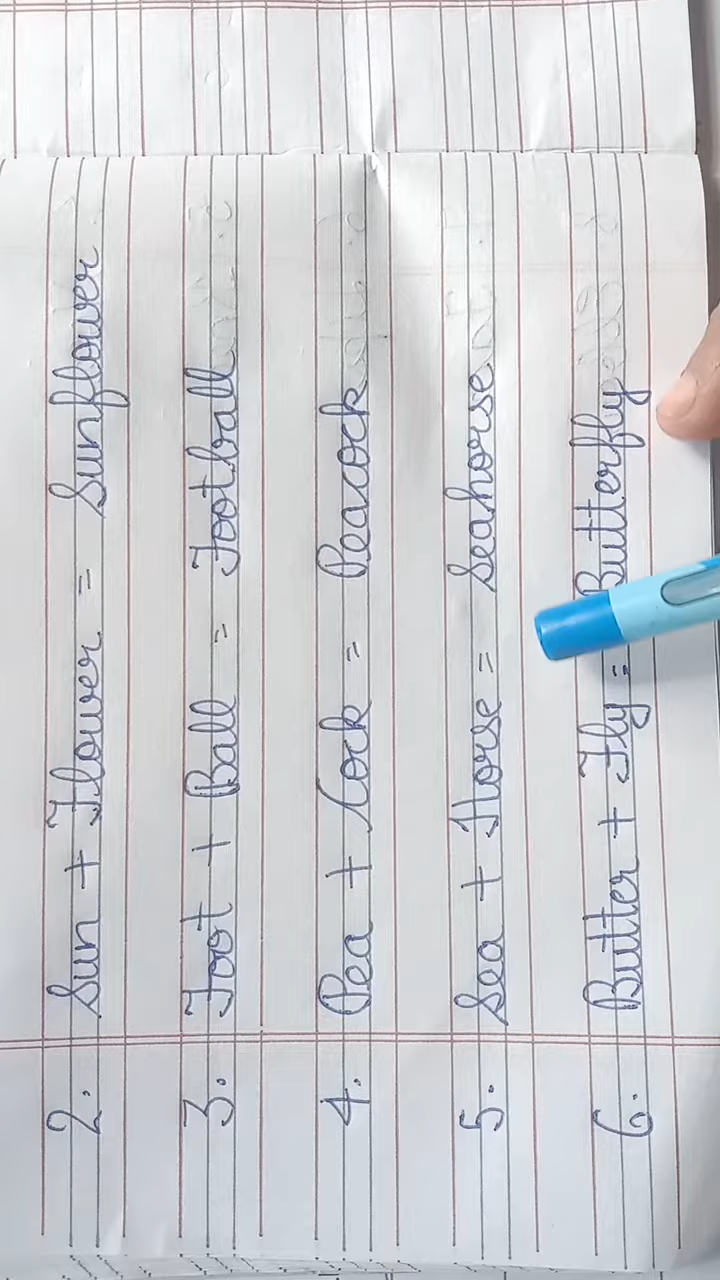 2. Sun + Flower = Sunflower
3. Foot + Ball = Football
4. Pea + Cock = Peacock
5. Sea + Horse = Seahorse
6. Butter + Fly = Butterfly